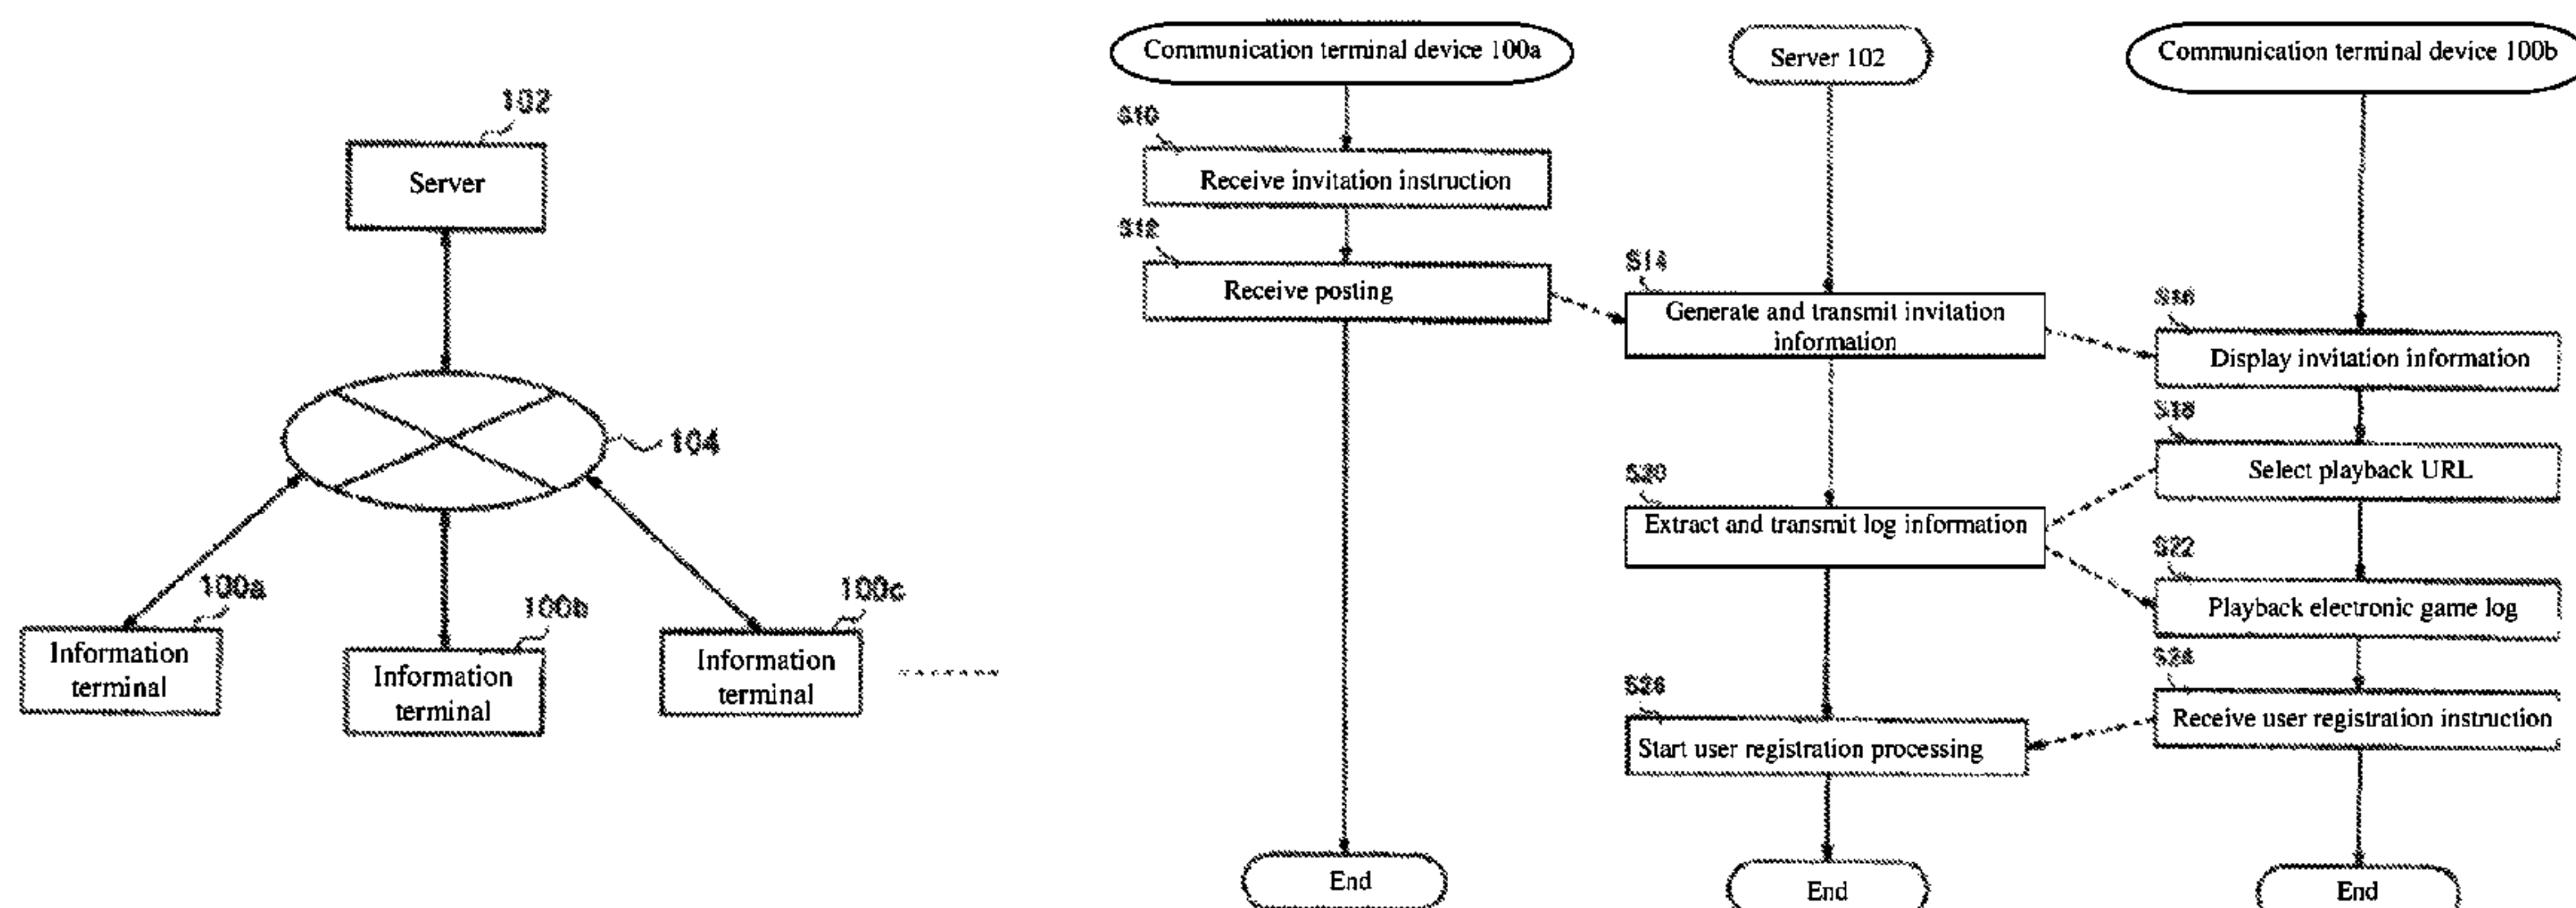 102
Server
104
100a
Information
terminal
100b
Information
terminal
100c
Information
terminal
Communication terminal device 100a
S10
Receive invitation instruction
S12
Receive posting
End
Server 102
S14
Generate and transmit invitation
information
S20
Extract and transmit log information
S26
Start user registration processing
End
Communication terminal device 100b
S16
Display invitation information
S18
Select playback URL
S22
Playback electronic game log
S24
Receive user registration instruction
End